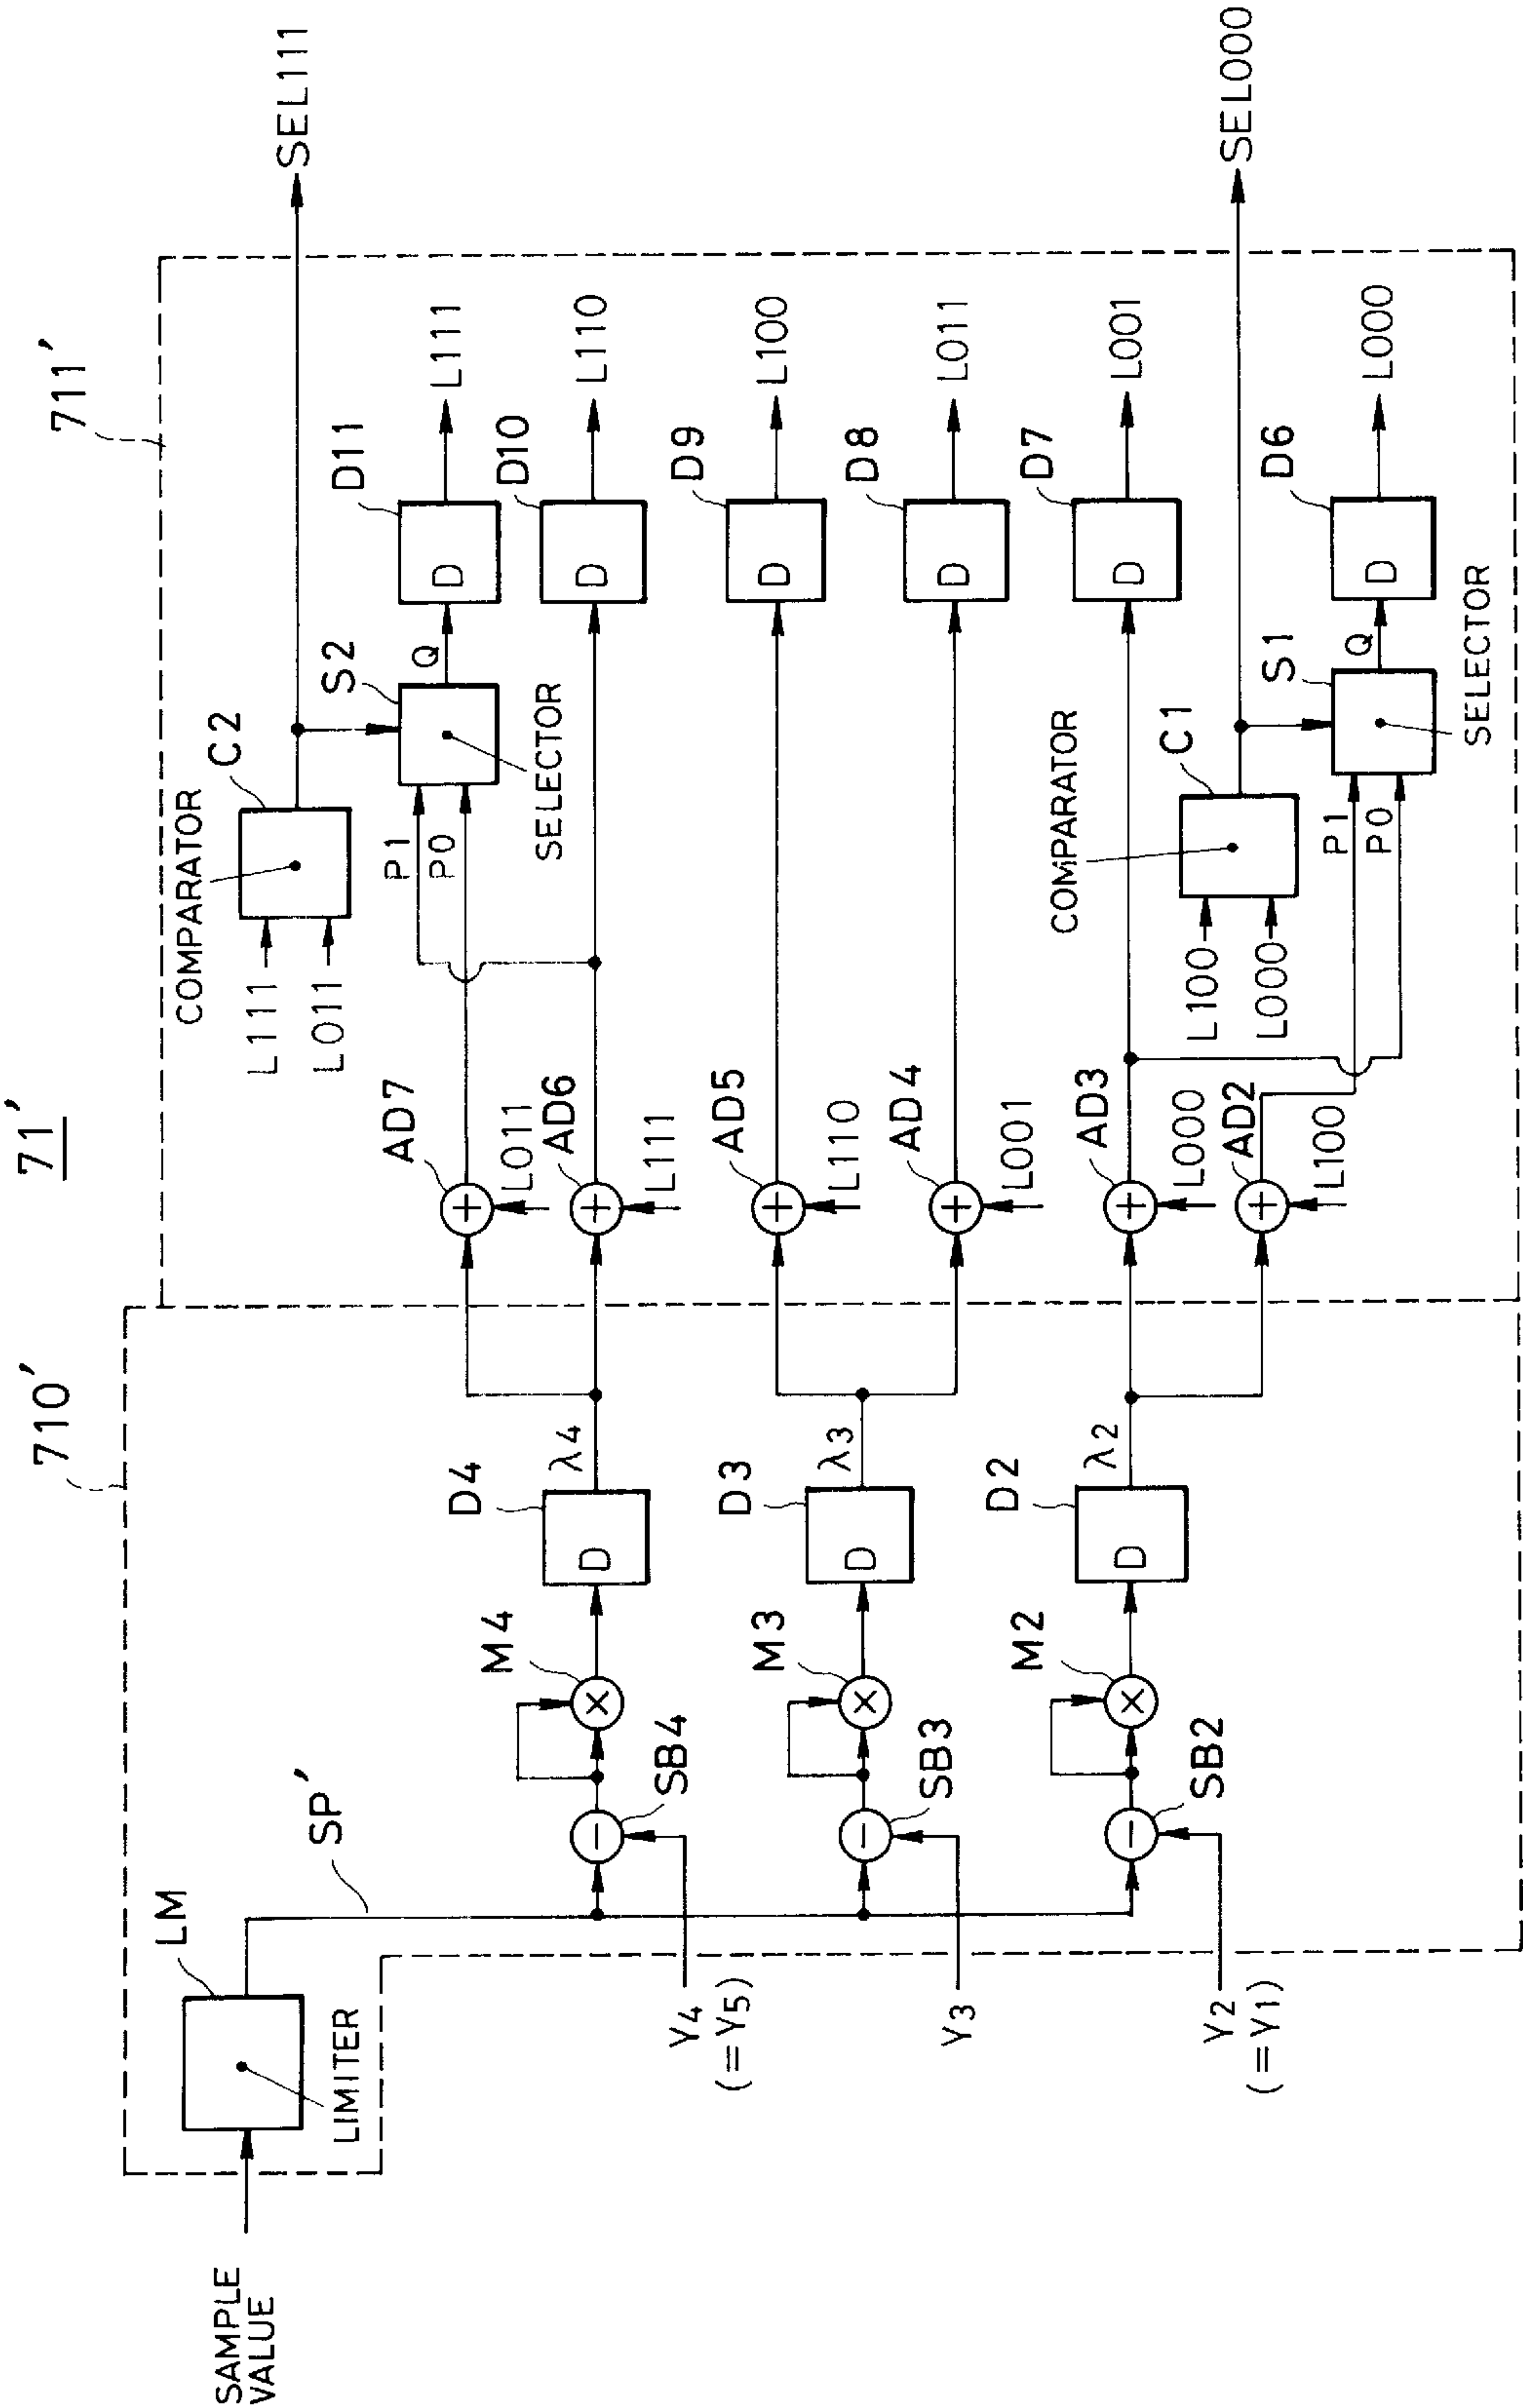 71'
710'
711'
SAMPLE
VALUE
LM
LIMITER
SP'
Y4
(=Y5)
Y3
Y2
(=Y1)
SB4
SB3
SB2
M4
M3
M2
D4
D
λ4
D3
D
λ3
D2
D
λ2
AD7
L011
AD6
L111
AD5
L110
AD4
L001
AD3
L000
AD2
L100
L111
L011
COMPARATOR
C2
P1
P0
S2
SELECTOR
Q
D11
D
L111
D10
D
L110
D9
D
L100
D8
D
L011
D7
D
L001
L100
L000
COMPARATOR
C1
P1
P0
S1
SELECTOR
Q
D6
D
L000
SEL111
SEL000